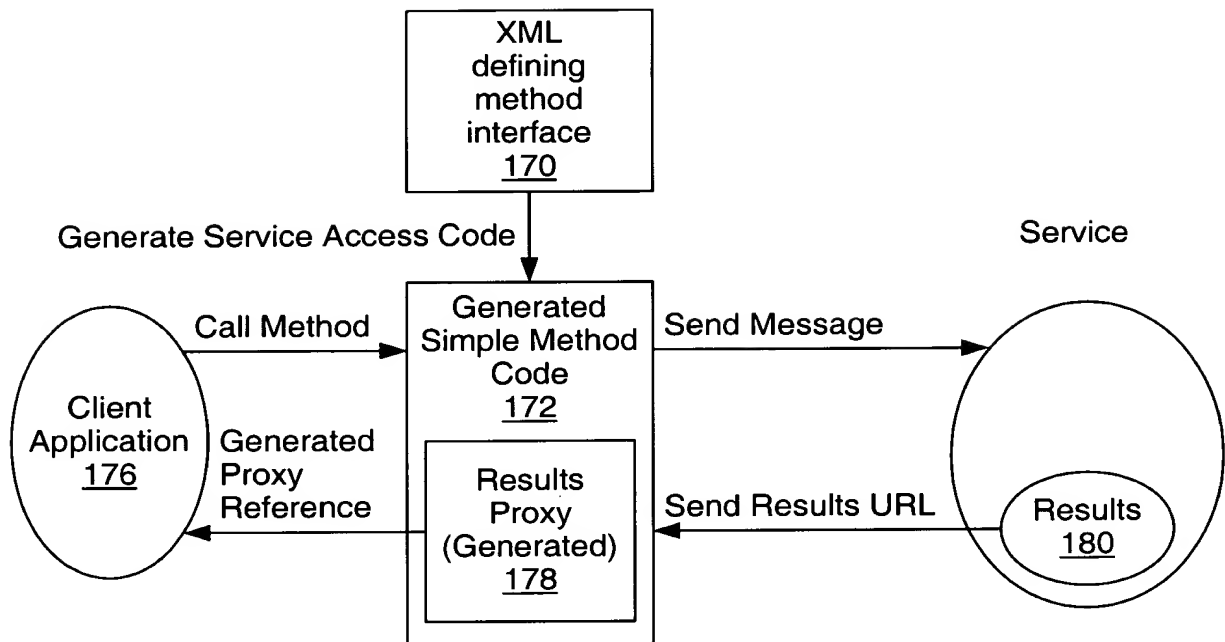 XML
defining
method
interface
170
Generate Service Access Code
Service
Call Method
Generated
Simple Method
Code
172
Send Message
Client
Application
176
Generated
Proxy
Reference
Results
Proxy
(Generated)
178
Send Results URL
Results
180